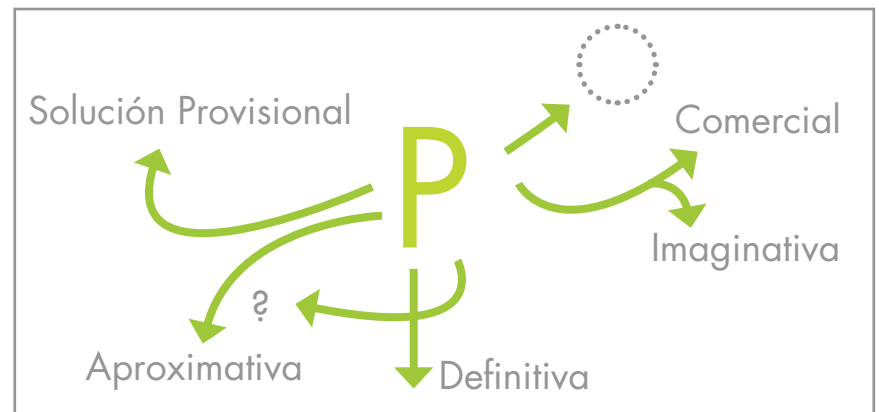 Solución Provisional
P
Comercial
Imaginativa
?
Aproximativa
Definitiva